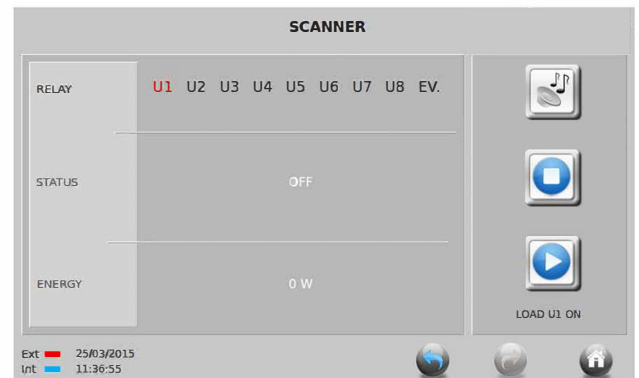 SCANNER
RELAY U1 U2 U3 U4 U5 U6 U7 U8 EV.
STATUS OFF
ENERGY 0 W
LOAD U1 ON
Ext 25/03/2015
Int 11:36:55